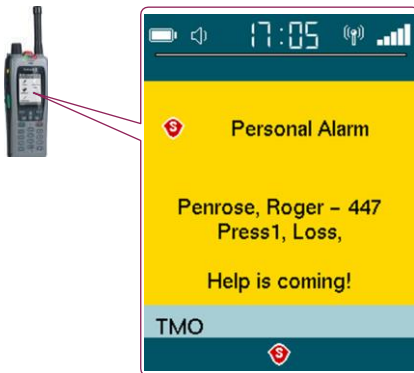 17:05
S Personal Alarm
Penrose, Roger – 447
Press1, Loss,
Help is coming!
TMO
S